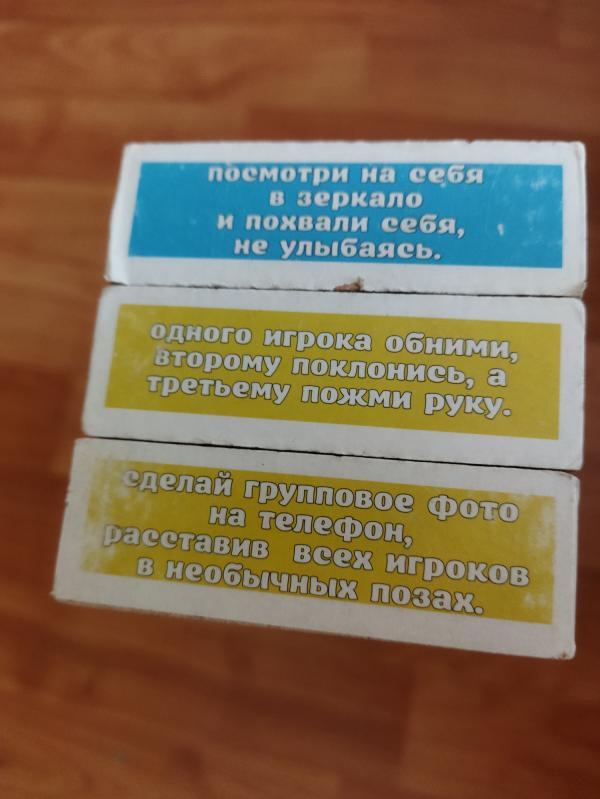 посмотри на себя
в зеркало
и похвали себя,
не улыбаясь.
одного игрока обними,
второму поклонись, а
третьему пожми руку.
сделай групповое фото
на телефон,
расставив всех игроков
в необычных позах.